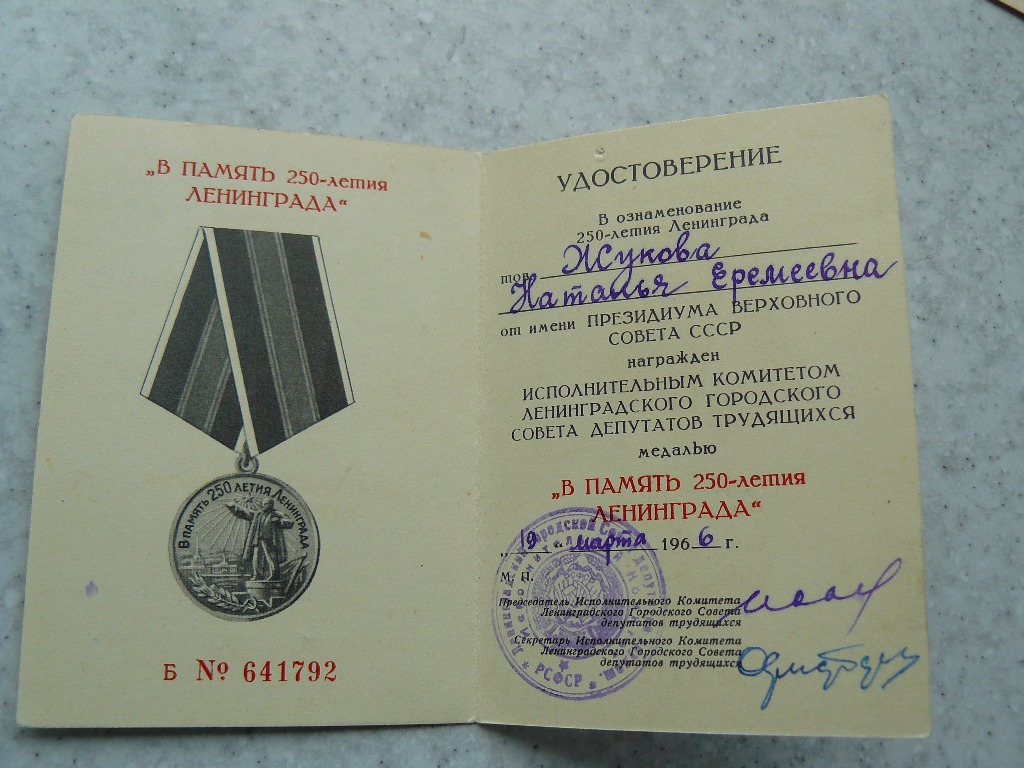 „В ПАМЯТЬ 250-летия
ЛЕНИНГРАДА“
В ПАМЯТЬ 250 ЛЕТИЯ ЛЕНИНГРАДА
Б № 641792
УДОСТОВЕРЕНИЕ
В ознаменование
250-летия Ленинграда
тов. Жукова
Наталья Еремеевна
от имени ПРЕЗИДИУМА ВЕРХОВНОГО
СОВЕТА СССР
награжден
ИСПОЛНИТЕЛЬНЫМ КОМИТЕТОМ
ЛЕНИНГРАДСКОГО ГОРОДСКОГО
СОВЕТА ДЕПУТАТОВ ТРУДЯЩИХСЯ
медалью
„В ПАМЯТЬ 250-летия
ЛЕНИНГРАДА“
„19“ марта 1966 г.
М. П.
Председатель Исполнительного Комитета
Ленинградского Городского Совета
депутатов трудящихся
Секретарь Исполнительного Комитета
Ленинградского Городского Совета
депутатов трудящихся
РСФСР